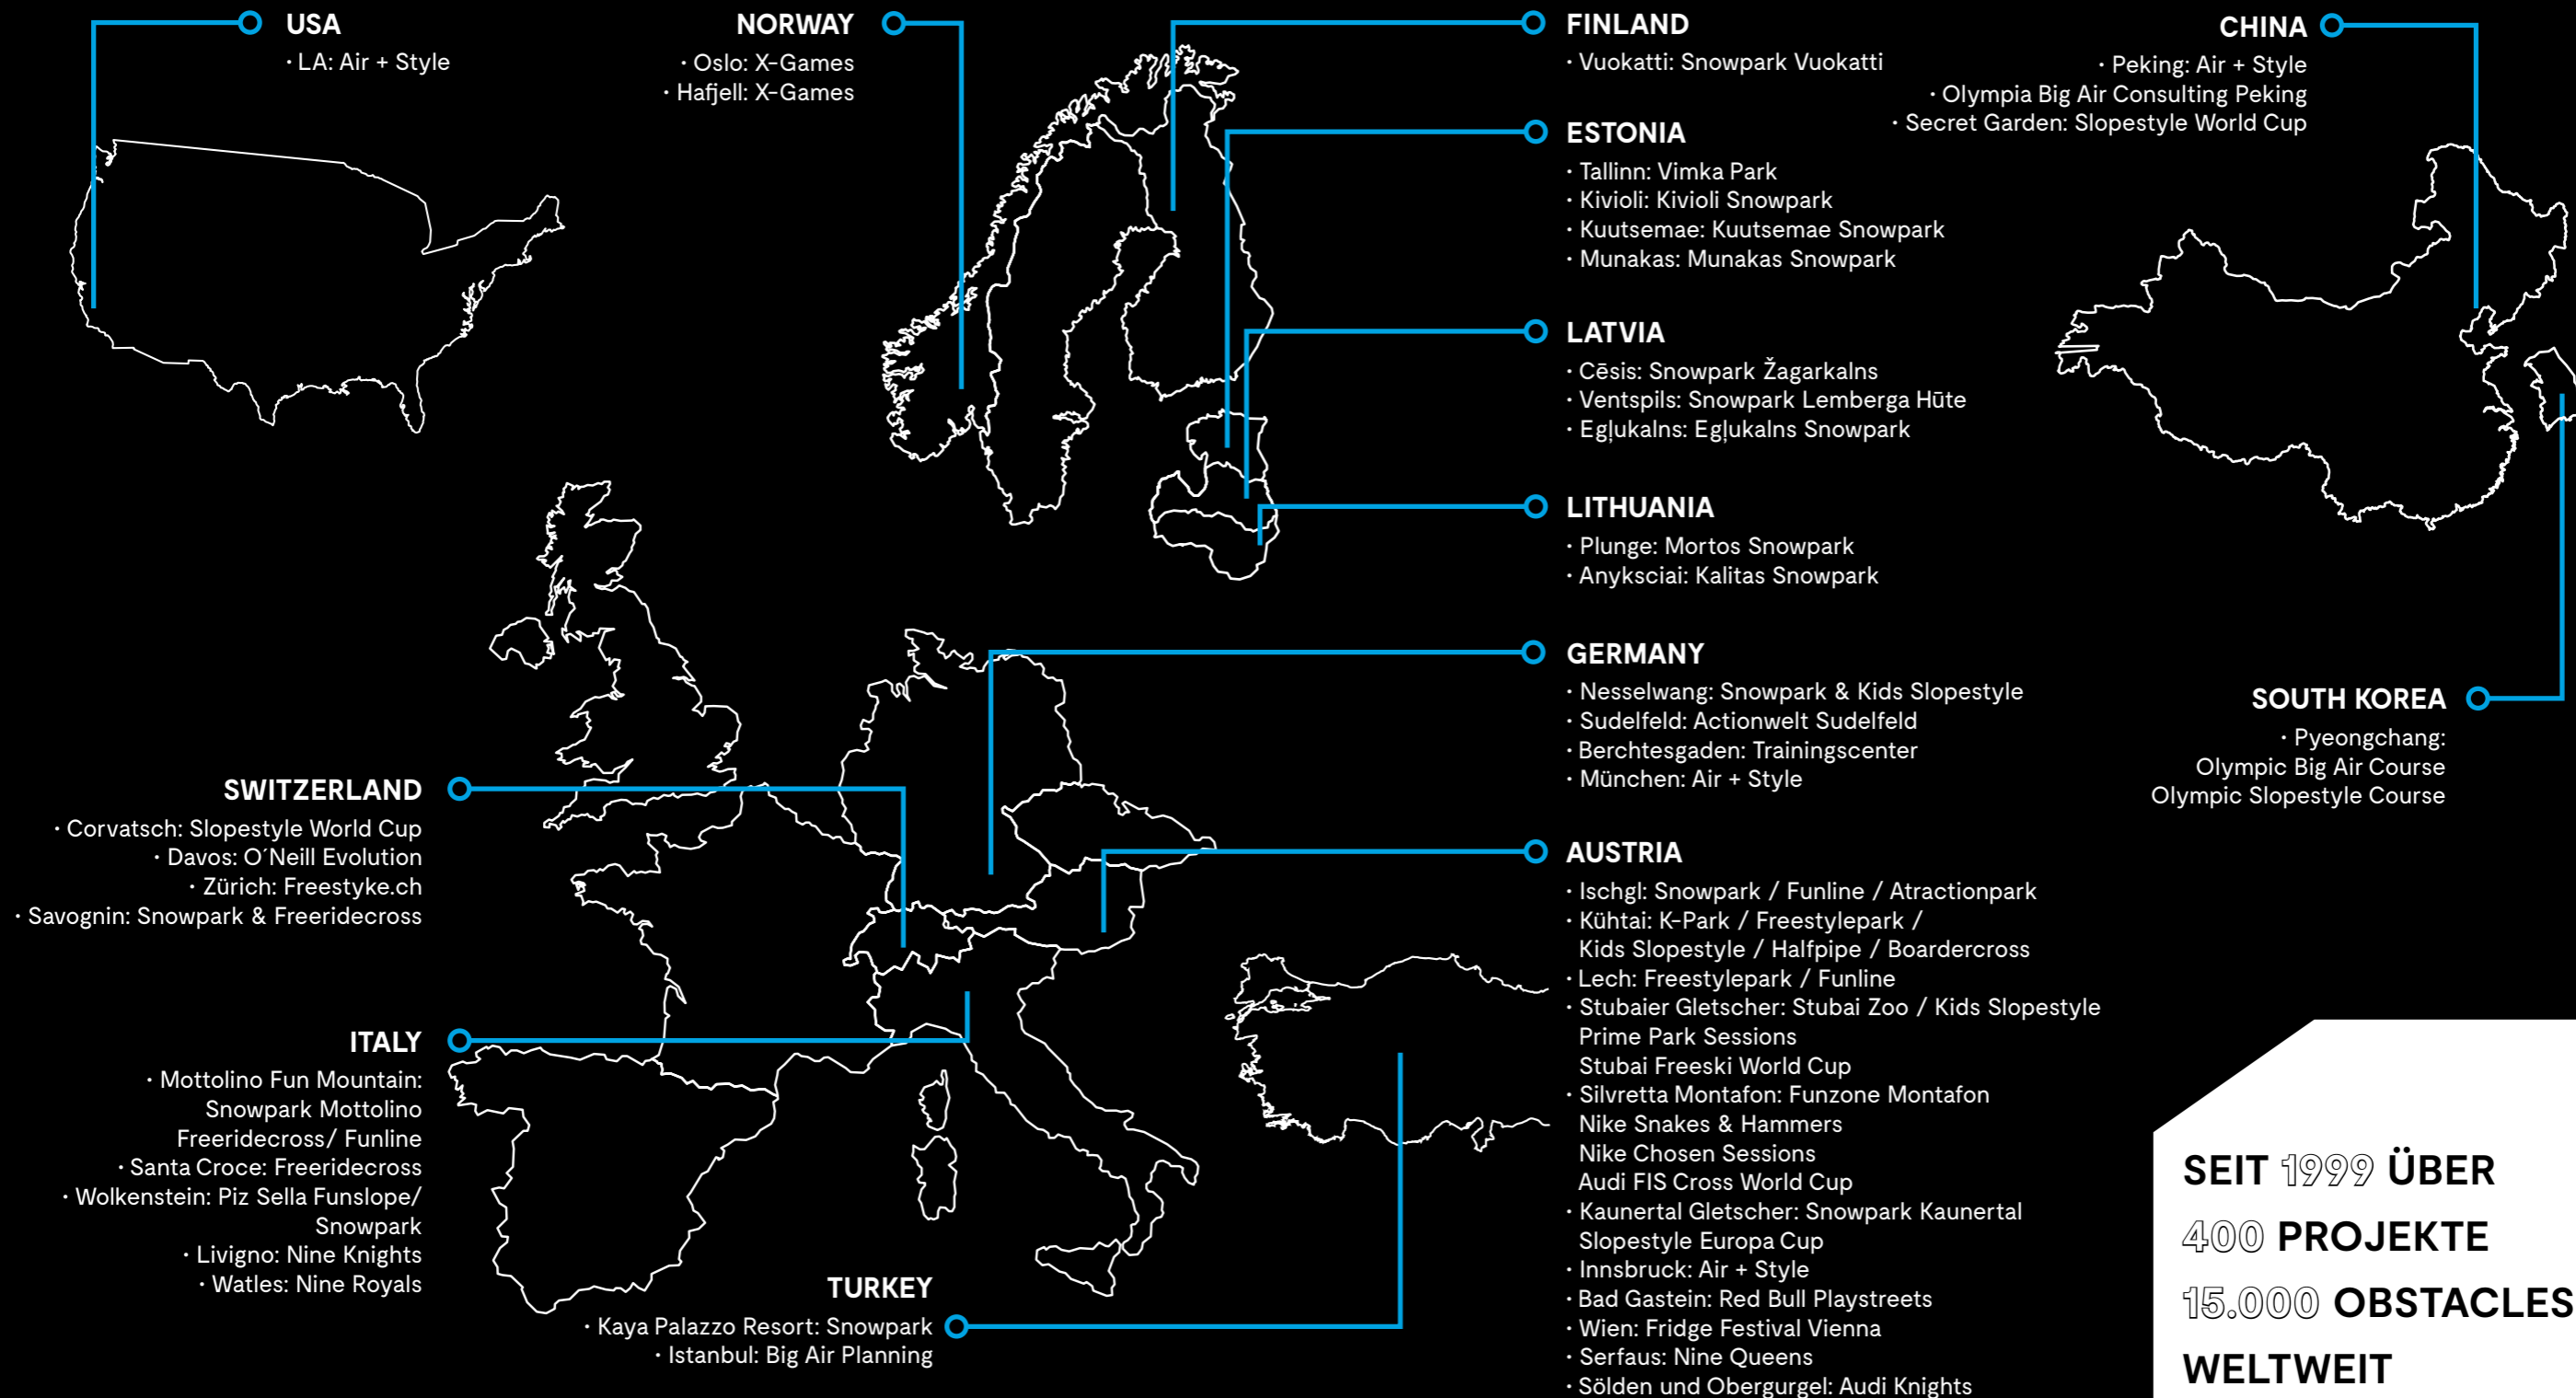 USA
· LA: Air + Style
NORWAY
· Oslo: X-Games
· Hafjell: X-Games
FINLAND
· Vuokatti: Snowpark Vuokatti
ESTONIA
· Tallinn: Vimka Park
· Kivioli: Kivioli Snowpark
· Kuutsemae: Kuutsemae Snowpark
· Munakas: Munakas Snowpark
LATVIA
· Cēsis: Snowpark Žagarkalns
· Ventspils: Snowpark Lemberga Hūte
· Egļukalns: Egļukalns Snowpark
LITHUANIA
· Plunge: Mortos Snowpark
· Anyksciai: Kalitas Snowpark
CHINA
· Peking: Air + Style
· Olympia Big Air Consulting Peking
· Secret Garden: Slopestyle World Cup
SOUTH KOREA
· Pyeongchang:
Olympic Big Air Course
Olympic Slopestyle Course
GERMANY
· Nesselwang: Snowpark & Kids Slopestyle
· Sudelfeld: Actionwelt Sudelfeld
· Berchtesgaden: Trainingscenter
· München: Air + Style
SWITZERLAND
· Corvatsch: Slopestyle World Cup
· Davos: O´Neill Evolution
· Zürich: Freestyke.ch
· Savognin: Snowpark & Freeridecross
ITALY
· Mottolino Fun Mountain:
Snowpark Mottolino
Freeridecross/ Funline
· Santa Croce: Freeridecross
· Wolkenstein: Piz Sella Funslope/
Snowpark
· Livigno: Nine Knights
· Watles: Nine Royals
TURKEY
· Kaya Palazzo Resort: Snowpark
· Istanbul: Big Air Planning
AUSTRIA
· Ischgl: Snowpark / Funline / Atractionpark
· Kühtai: K-Park / Freestylepark /
Kids Slopestyle / Halfpipe / Boardercross
· Lech: Freestylepark / Funline
· Stubaier Gletscher: Stubai Zoo / Kids Slopestyle
Prime Park Sessions
Stubai Freeski World Cup
· Silvretta Montafon: Funzone Montafon
Nike Snakes & Hammers
Nike Chosen Sessions
Audi FIS Cross World Cup
· Kaunertal Gletscher: Snowpark Kaunertal
Slopestyle Europa Cup
· Innsbruck: Air + Style
· Bad Gastein: Red Bull Playstreets
· Wien: Fridge Festival Vienna
· Serfaus: Nine Queens
· Sölden und Obergurgel: Audi Knights
SEIT 1999 ÜBER
400 PROJEKTE
15.000 OBSTACLES
WELTWEIT